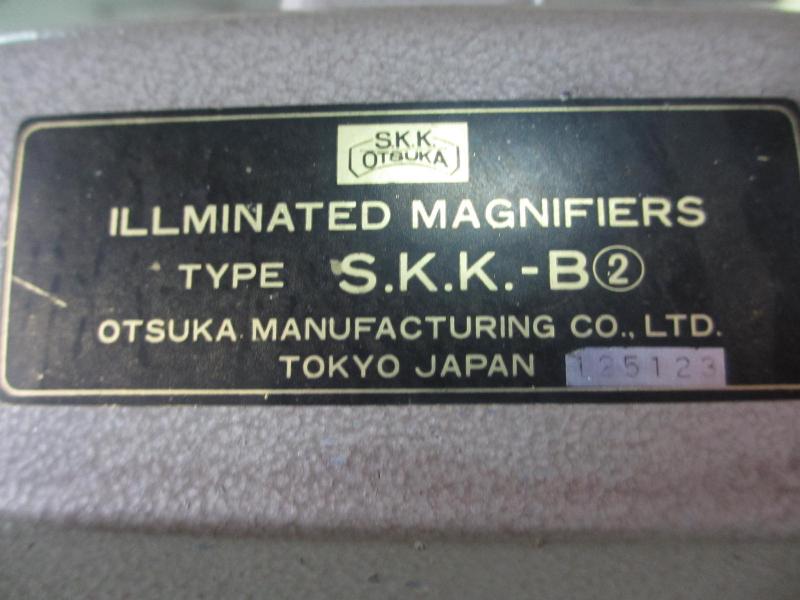 S.K.K.
OTSUKA
ILLMINATED MAGNIFIERS
TYPE S.K.K.-B②
OTSUKA MANUFACTURING CO., LTD.
TOKYO JAPAN 125123